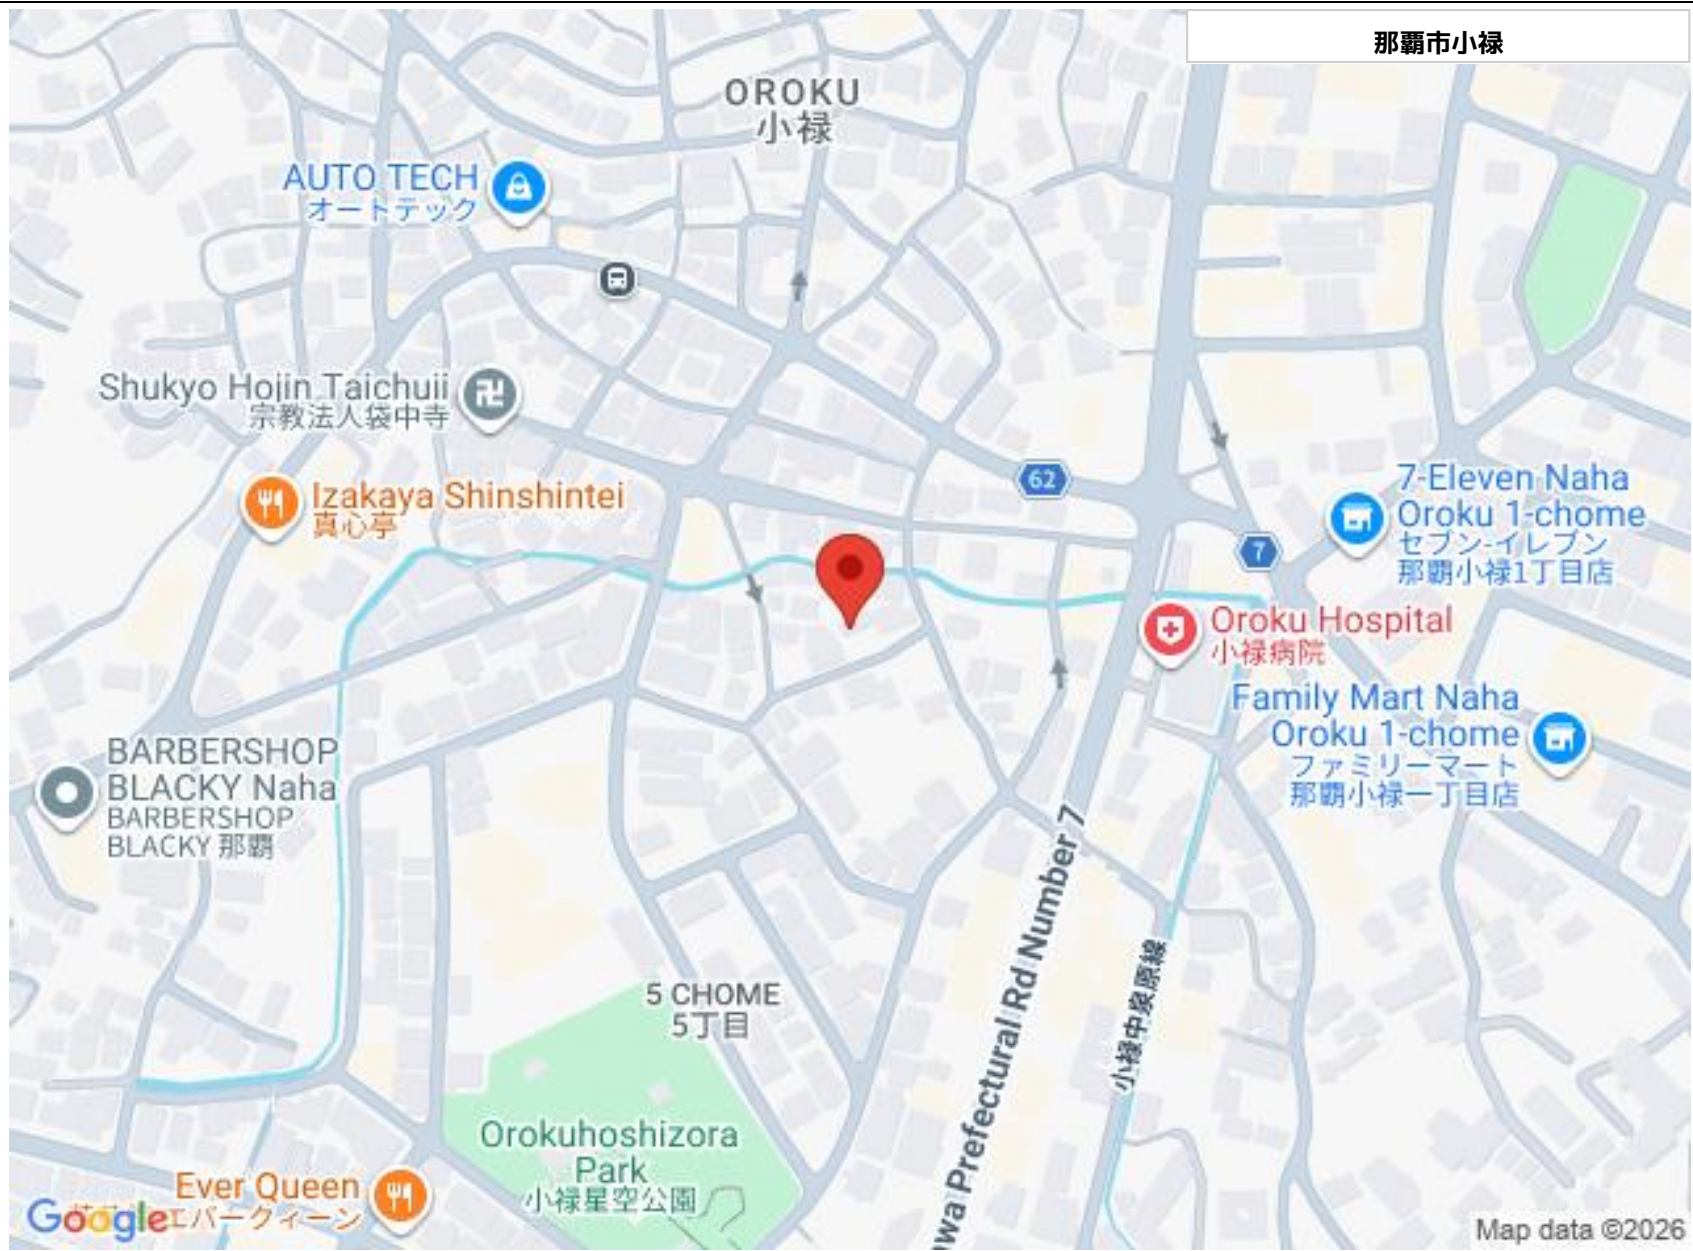 那覇市小禄
OROKU
小禄
AUTO TECH
オートテック
Shukyo Hojin Taichuji
宗教法人袋中寺
Izakaya Shinshintei
真心亭
62
7-Eleven Naha
Oroku 1-chome
セブン-イレブン
那覇小禄1丁目店
7
Oroku Hospital
小禄病院
Family Mart Naha
Oroku 1-chome
ファミリーマート
那覇小禄一丁目店
BARBERSHOP
BLACKY Naha
BARBERSHOP
BLACKY 那覇
wa Prefectural Rd Number 7
小禄中泉原線
5 CHOME
5丁目
Orokuhoshizora
Park
小禄星空公園
Ever Queen
エバークィーン
Google
Map data ©2026